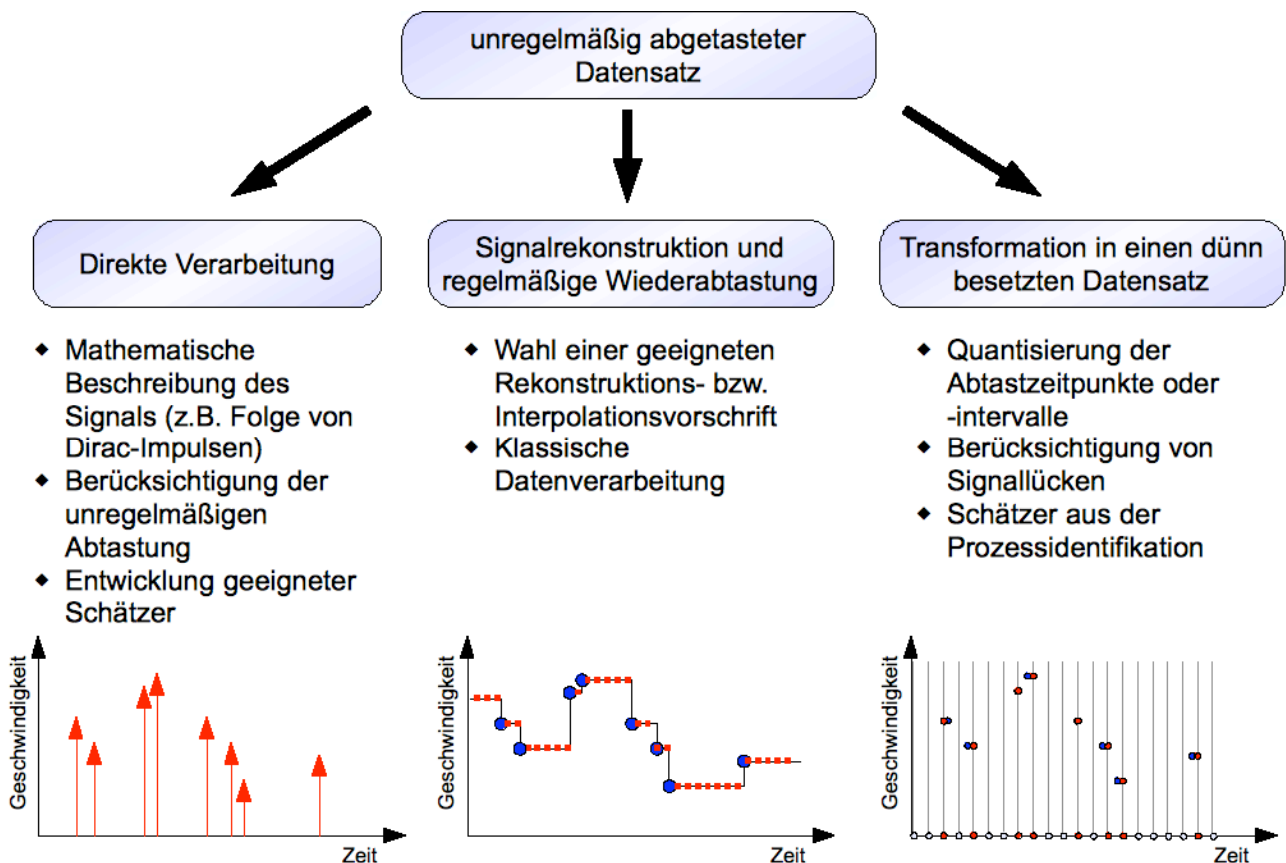 unregelmäßig abgetasteter
Datensatz
Direkte Verarbeitung
Signalrekonstruktion und
regelmäßige Wiederabtastung
Transformation in einen dünn
besetzten Datensatz
◆ Mathematische
Beschreibung des
Signals (z.B. Folge von
Dirac-Impulsen)
◆ Berücksichtigung der
unregelmäßigen
Abtastung
◆ Entwicklung geeigneter
Schätzer
◆ Wahl einer geeigneten
Rekonstruktions- bzw.
Interpolationsvorschrift
◆ Klassische
Datenverarbeitung
◆ Quantisierung der
Abtastzeitpunkte oder
-intervalle
◆ Berücksichtigung von
Signallücken
◆ Schätzer aus der
Prozessidentifikation
Geschwindigkeit
Zeit
Geschwindigkeit
Zeit
Geschwindigkeit
Zeit